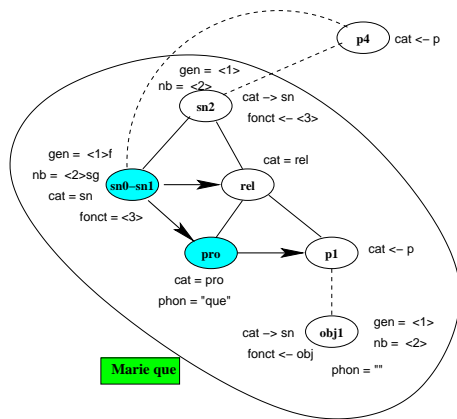 p4
cat <- p
gen = <1>
nb = <2>
sn2
cat -> sn
fonct <- <3>
cat = rel
gen = <1>f
nb = <2>sg
sn0-sn1
rel
cat = sn
fonct = <3>
pro
p1
cat <- p
cat = pro
phon = "que"
cat -> sn
obj1
gen = <1>
fonct <- obj
nb = <2>
phon = ""
Marie que